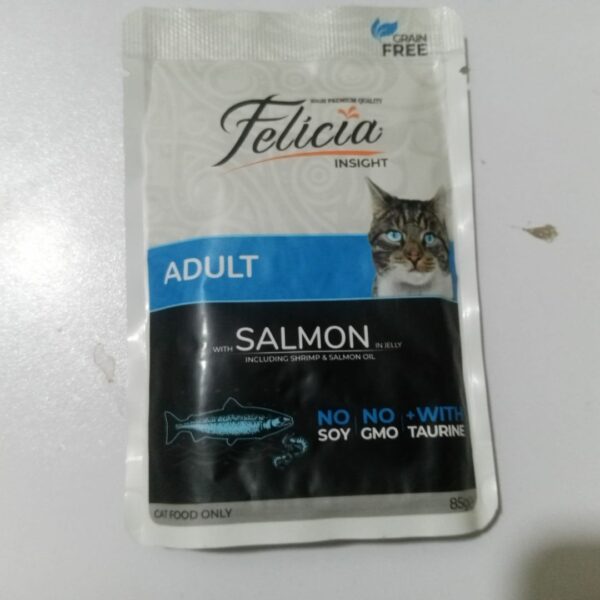 GRAIN
FREE
HIGH PREMIUM QUALITY
Felicia
INSIGHT
ADULT
WITH SALMON IN JELLY
INCLUDING SHRIMP & SALMON OIL
NO NO +WITH
SOY GMO TAURINE
CAT FOOD ONLY
85g